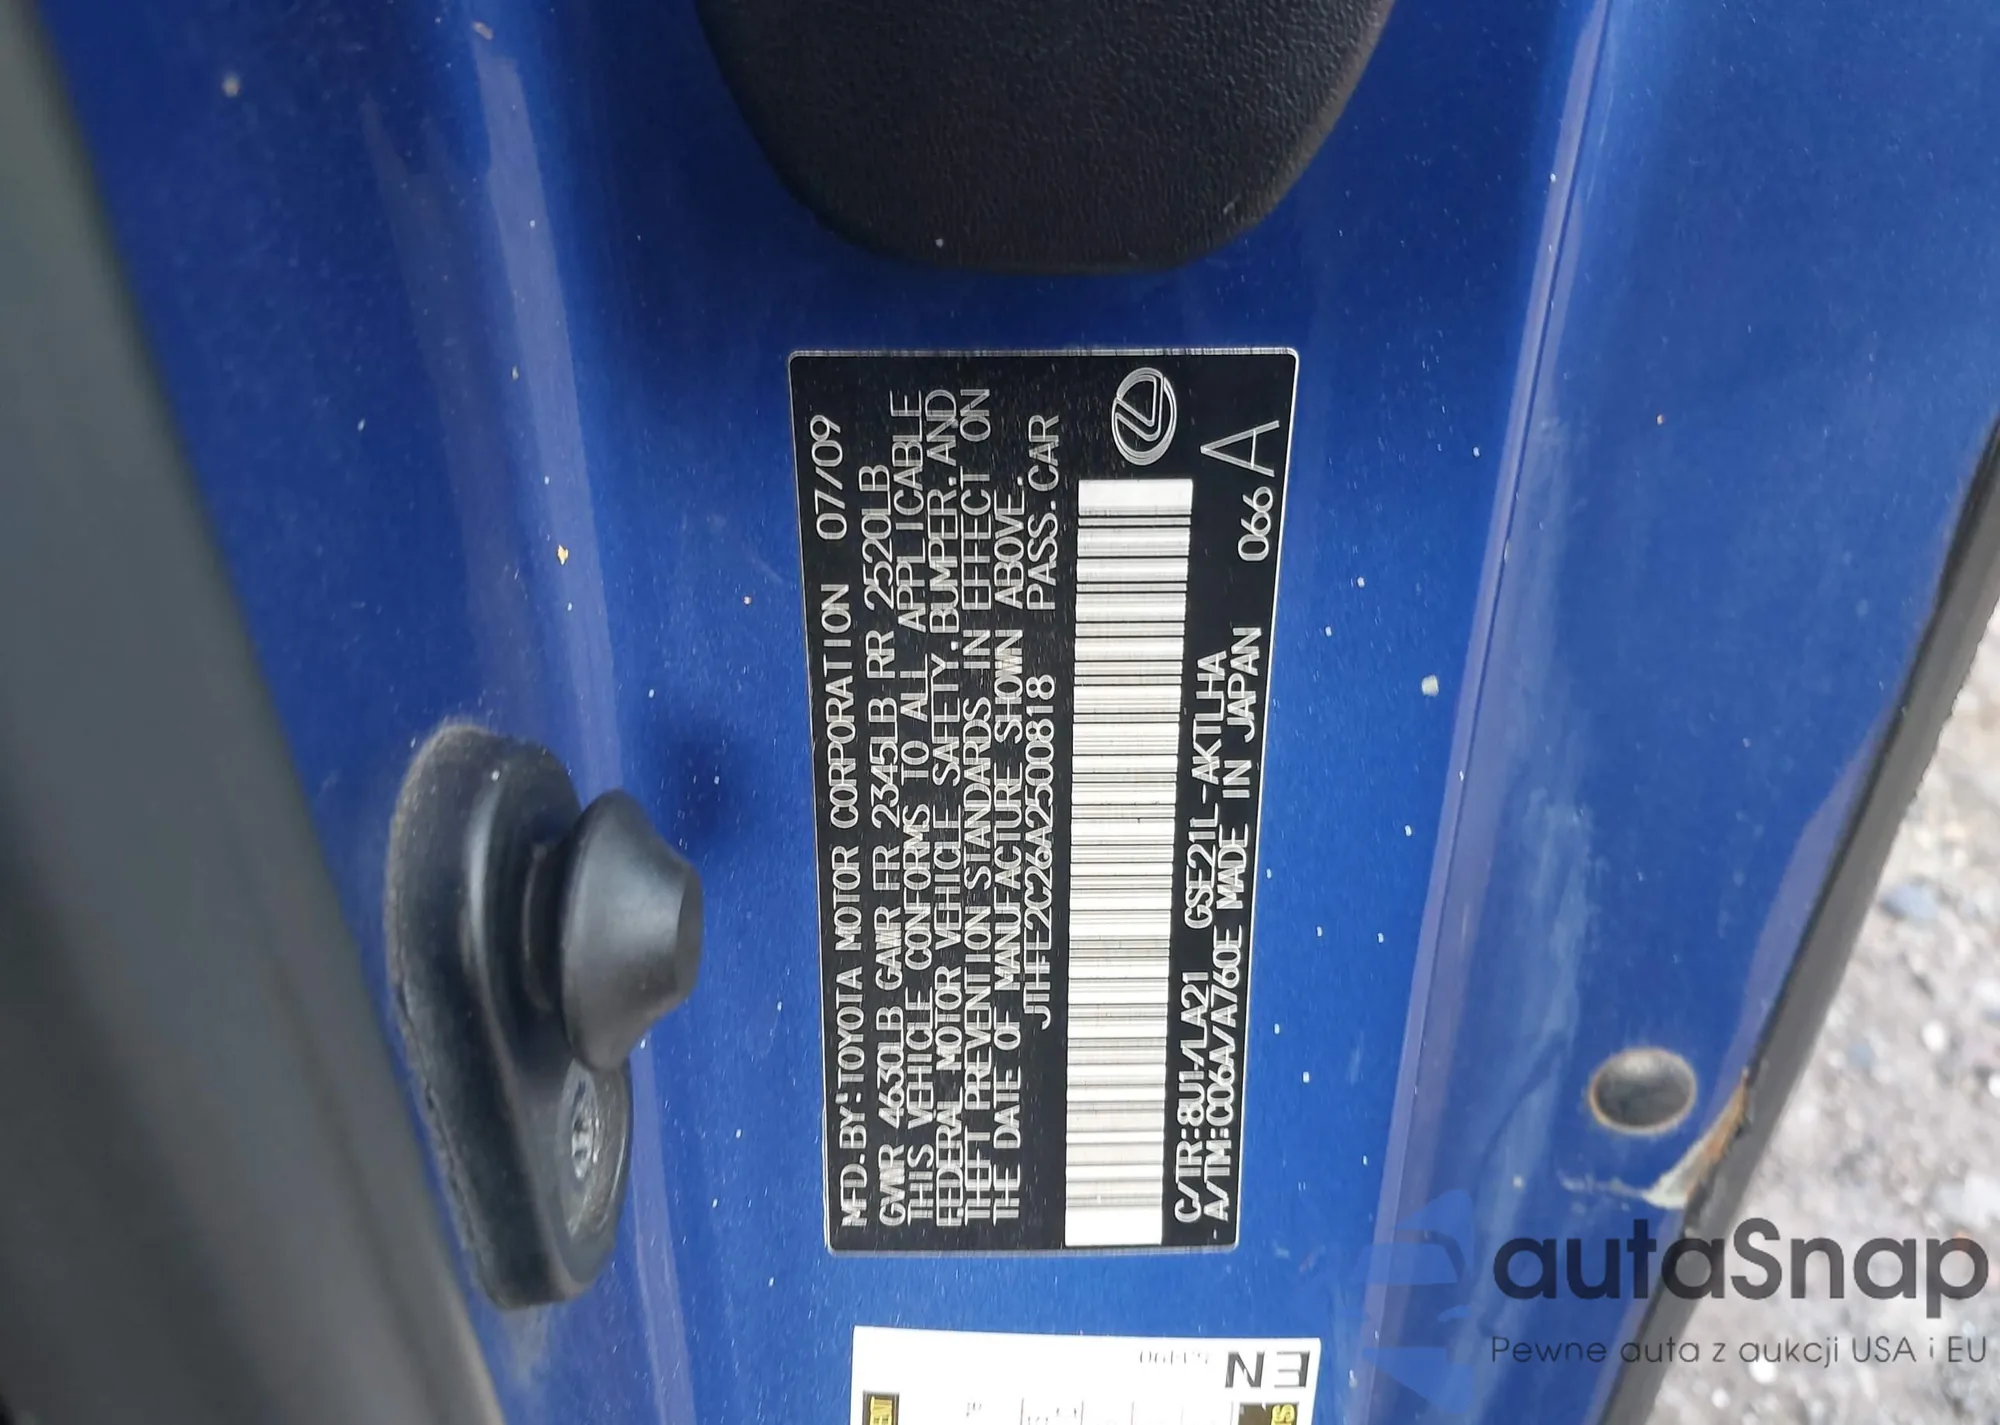 MFD.BY:TOYOTA MOTOR CORPORATION 07/09
GVWR 4630LB GAWR FR 2345LB RR 2520LB
THIS VEHICLE CONFORMS TO ALL APPLICABLE
FEDERAL MOTOR VEHICLE SAFETY,BUMPER,AND
THEFT PREVENTION STANDARDS IN EFFECT ON
THE DATE OF MANUFACTURE SHOWN ABOVE.
JTHFE2C26A2500818 PASS.CAR
C/TR:8U1-/LA21 GSE21L-AKTLHA
A/TM:C06A/A760E MADE IN JAPAN 066 A
EN
autaSnap
Pewne auta z aukcji USA i EU